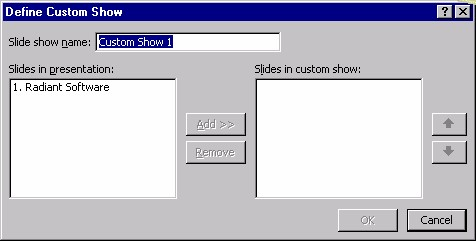 Define Custom Show
Slide show name: Custom Show 1
Slides in presentation:
Slides in custom show:
1. Radiant Software
Add >>
Remove
OK
Cancel